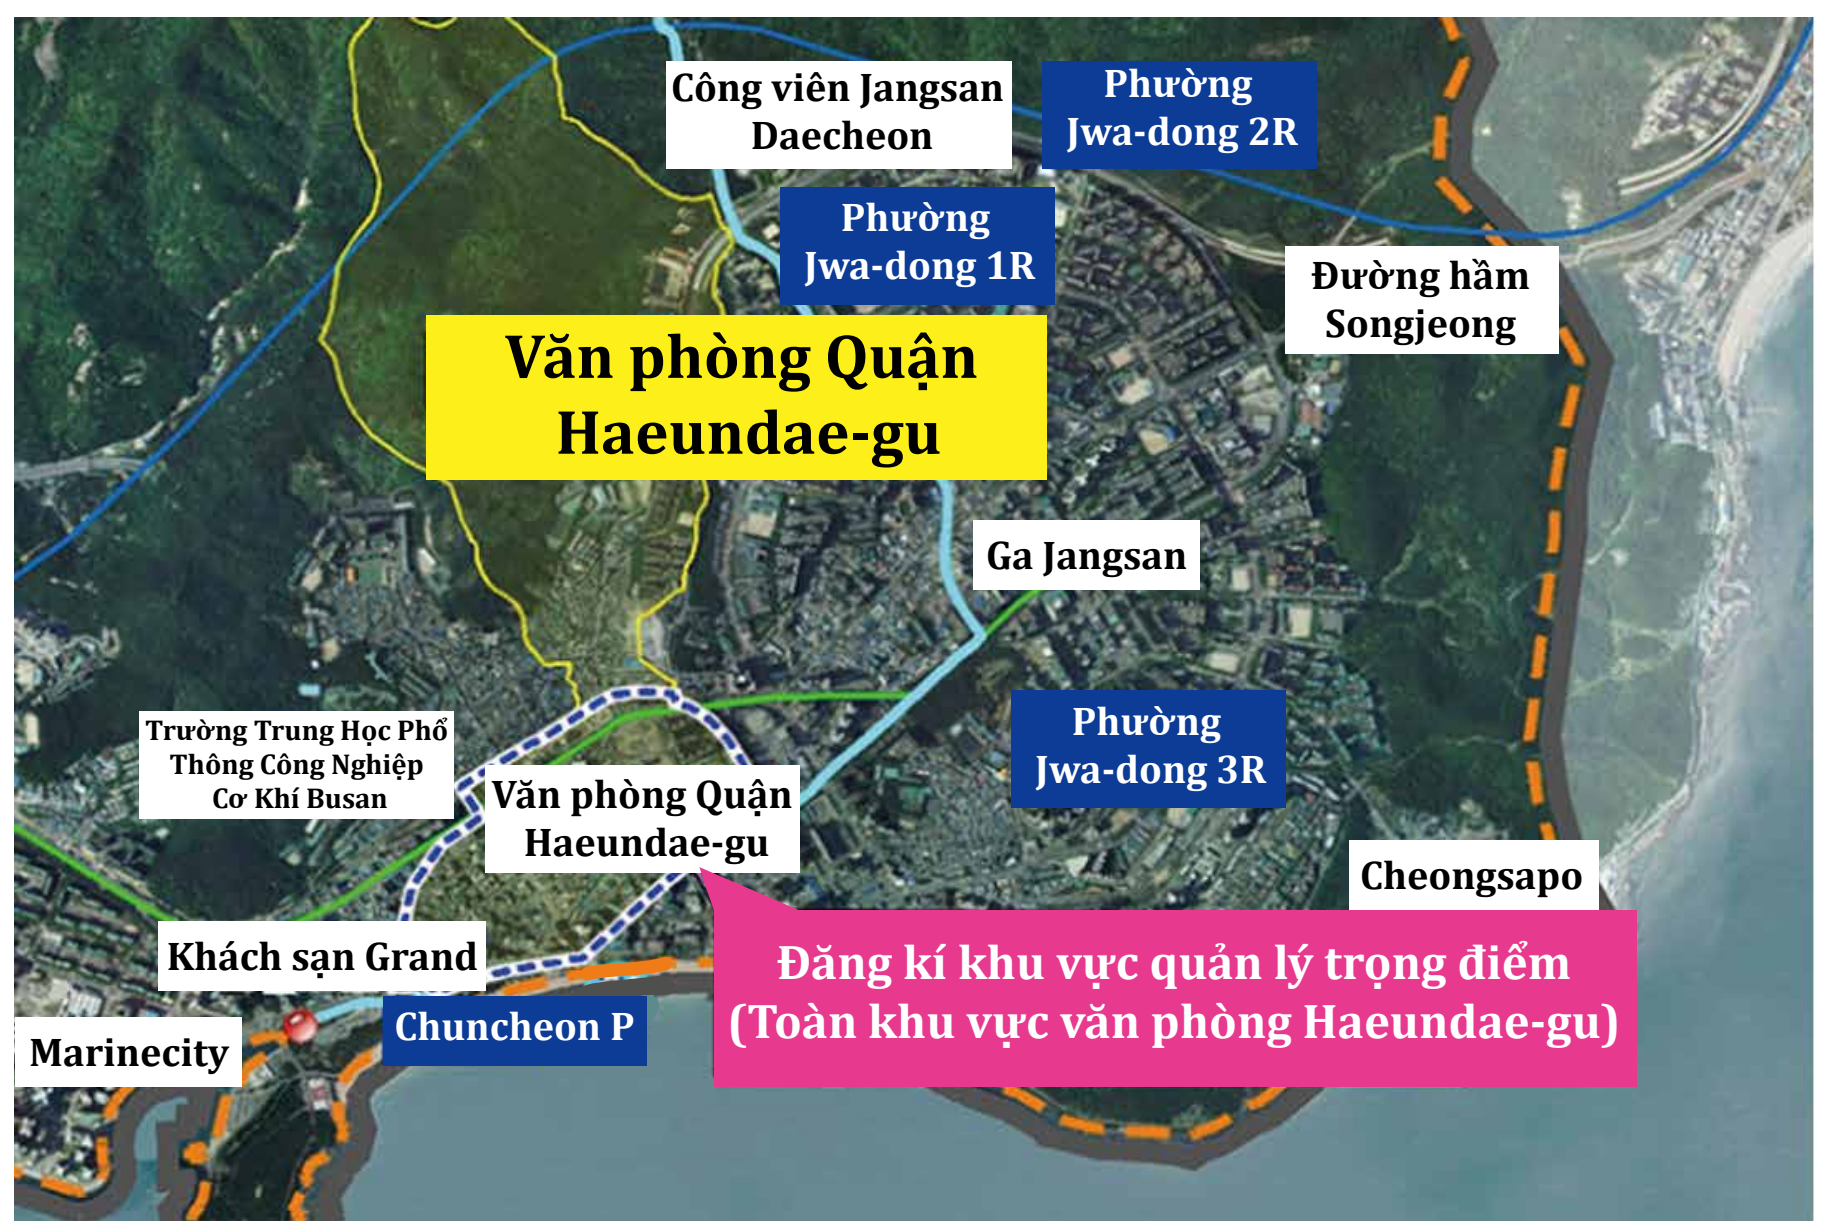 Công viên Jangsan
Daecheon
Phường
Jwa-dong 2R
Phường
Jwa-dong 1R
Đường hầm
Songjeong
Văn phòng Quận
Haeundae-gu
Ga Jangsan
Phường
Jwa-dong 3R
Trường Trung Học Phổ
Thông Công Nghiệp
Cơ Khí Busan
Văn phòng Quận
Haeundae-gu
Cheongsapo
Khách sạn Grand
Đăng kí khu vực quản lý trọng điểm
(Toàn khu vực văn phòng Haeundae-gu)
Chuncheon P
Marinecity